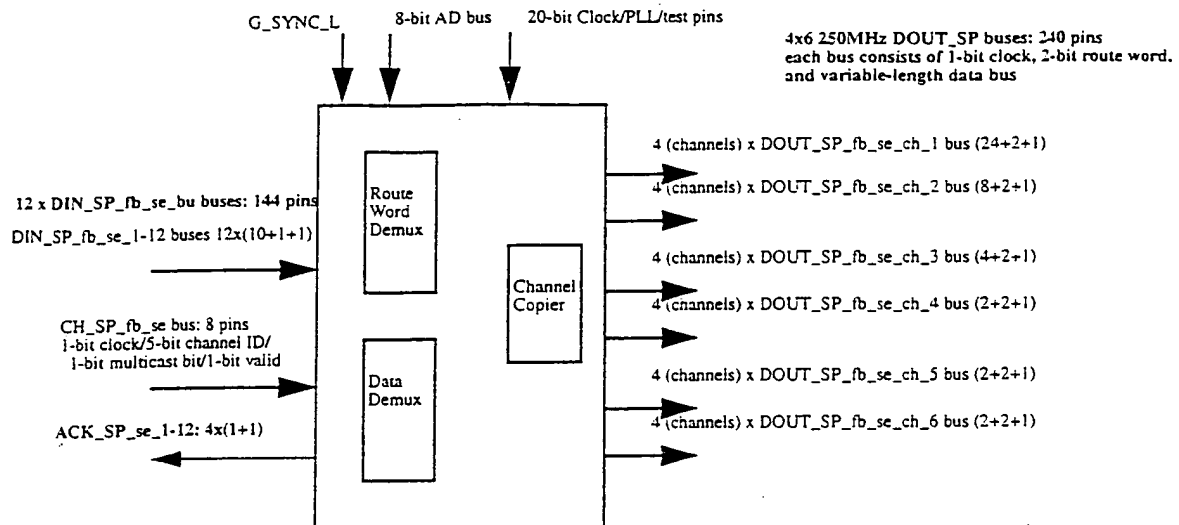 G_SYNC_L
8-bit AD bus
20-bit Clock/PLL/test pins
4x6 250MHz DOUT_SP buses: 240 pins
each bus consists of 1-bit clock, 2-bit route word,
and variable-length data bus
12 x DIN_SP_fb_se_bu buses: 144 pins
DIN_SP_fb_se_1-12 buses 12x(10+1+1)
CH_SP_fb_se bus: 8 pins
1-bit clock/5-bit channel ID/
1-bit multicast bit/1-bit valid
ACK_SP_se_1-12: 4x(1+1)
Route
Word
Demux
Data
Demux
Channel
Copier
4 (channels) x DOUT_SP_fb_se_ch_1 bus (24+2+1)
4 (channels) x DOUT_SP_fb_se_ch_2 bus (8+2+1)
4 (channels) x DOUT_SP_fb_se_ch_3 bus (4+2+1)
4 (channels) x DOUT_SP_fb_se_ch_4 bus (2+2+1)
4 (channels) x DOUT_SP_fb_se_ch_5 bus (2+2+1)
4 (channels) x DOUT_SP_fb_se_ch_6 bus (2+2+1)